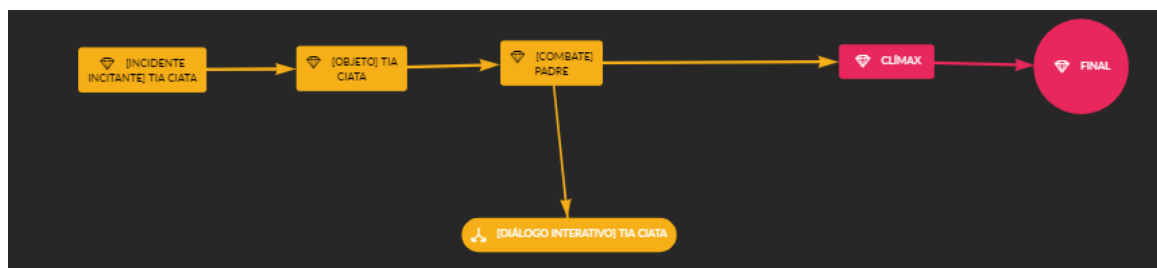 [INCIDENTE
INCITANTE] TIA CIATA
[OBJETO] TIA
CIATA
[COMBATE]
PADRE
CLÍMAX
FINAL
[DIÁLOGO INTERATIVO] TIA CIATA